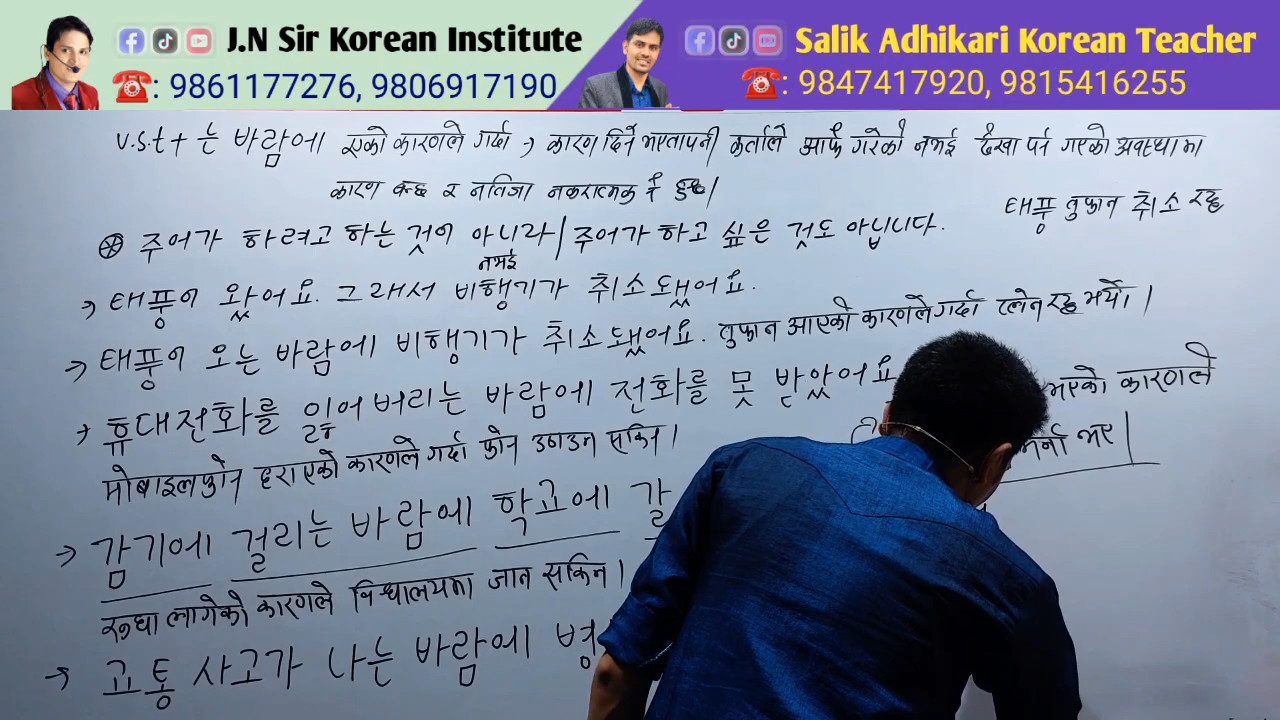 J.N Sir Korean Institute
☎: 9861177276, 9806917190
Salik Adhikari Korean Teacher
☎: 9847417920, 9815416255
v.st + 는 바람에 एको कारणले गर्दा → कारण दिने भएतापनी कर्ताले आफै गरेको नभई दैखा पर्न गएको अवस्थामा
कारण बन्छ र नतिजा नकरात्मक नै हुन्छ।
태풍 तुफान 취소 रद्द
주어가 하려고 하는 것이 아니라 / 주어가 하고 싶은 것도 아닙니다.
नभई
→ 태풍이 왔어요. 그래서 비행기가 취소됐어요.
→ 태풍이 오는 바람에 비행기가 취소됐어요. तुफान आएको कारणले गर्दा प्लेन रद्द भयो।
→ 휴대전화를 잃어버리는 바람에 전화를 못 받았어요
भएको कारणले
मोबाइलफोन हराएको कारणले गर्दा फोन उठाउन सकिन।
भर्ना भए।
→ 감기에 걸리는 바람에 학교에 갈
रुघा लागेको कारणले विद्यालयमा जान सकिन।
→ 교통 사고가 나는 바람에